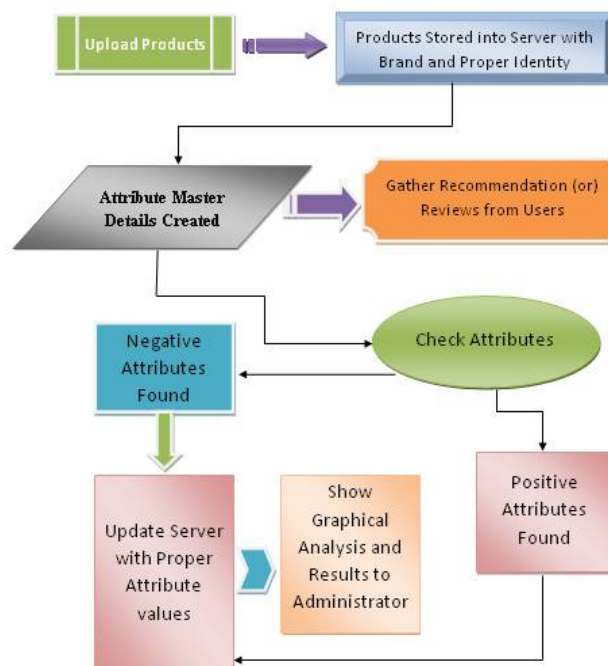 Upload Products
Products Stored into Server with
Brand and Proper Identity
Attribute Master
Details Created
Gather Recommendation (or)
Reviews from Users
Check Attributes
Negative
Attributes
Found
Positive
Attributes
Found
Update Server
with Proper
Attribute
values
Show
Graphical
Analysis and
Results to
Administrator